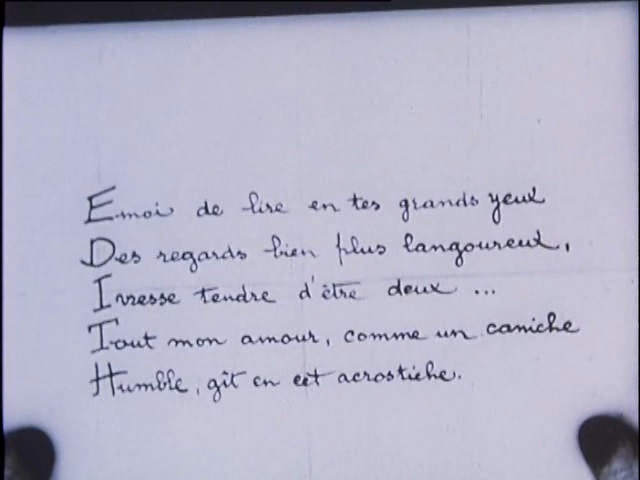 Emoi de lire en tes grands yeux
Des regards bien plus langoureux,
Ivresse tendre d'être deux ...
Tout mon amour, comme un caniche
Humble, gît en cet acrostiche.